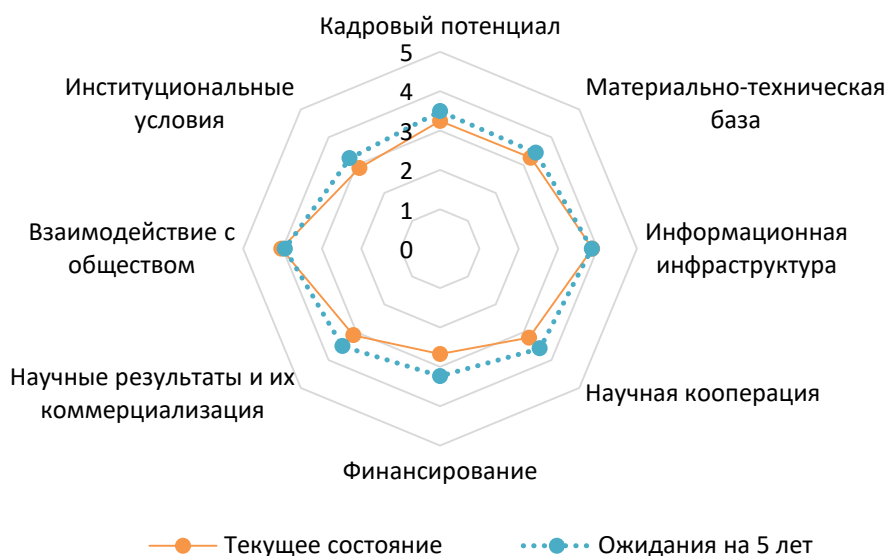 Кадровый потенциал
5
Институциональные
условия
Материально-техническая
база
4
3
2
1
Взаимодействие с
обществом
0
Информационная
инфраструктура
Научные результаты и их
коммерциализация
Научная кооперация
Финансирование
Текущее состояние
Ожидания на 5 лет